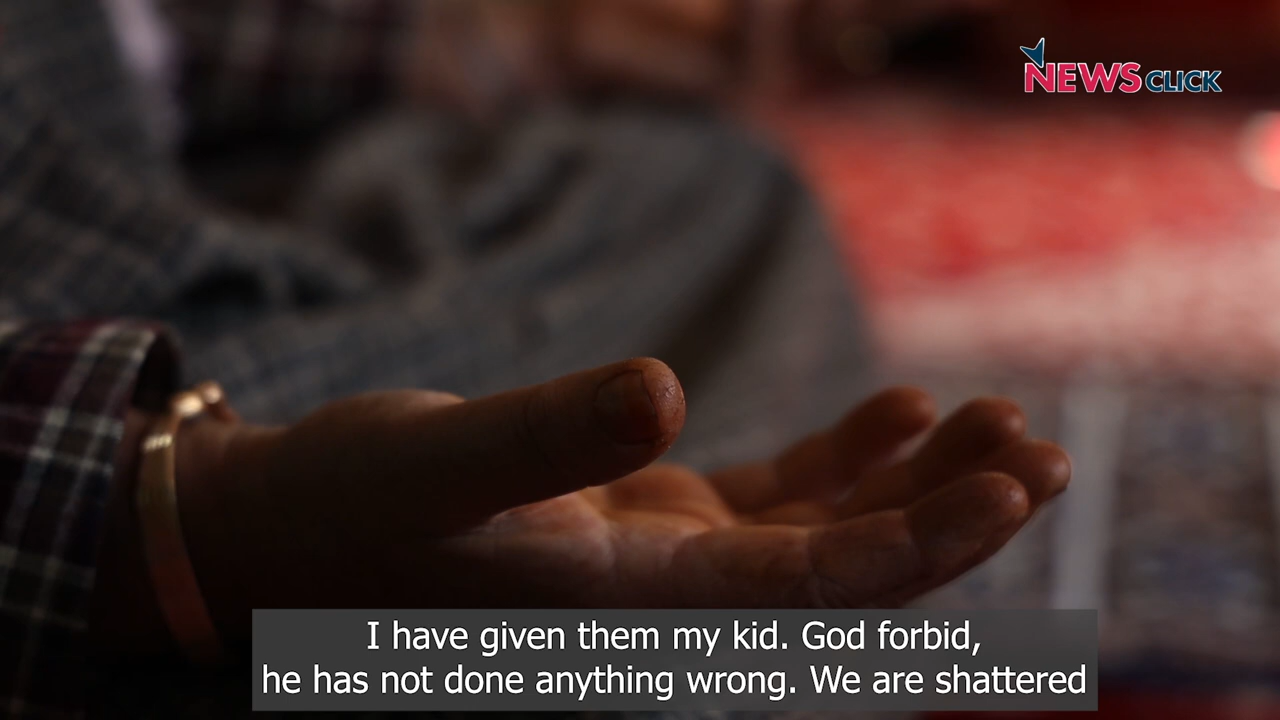 NEWSCLICK
I have given them my kid. God forbid,
he has not done anything wrong. We are shattered